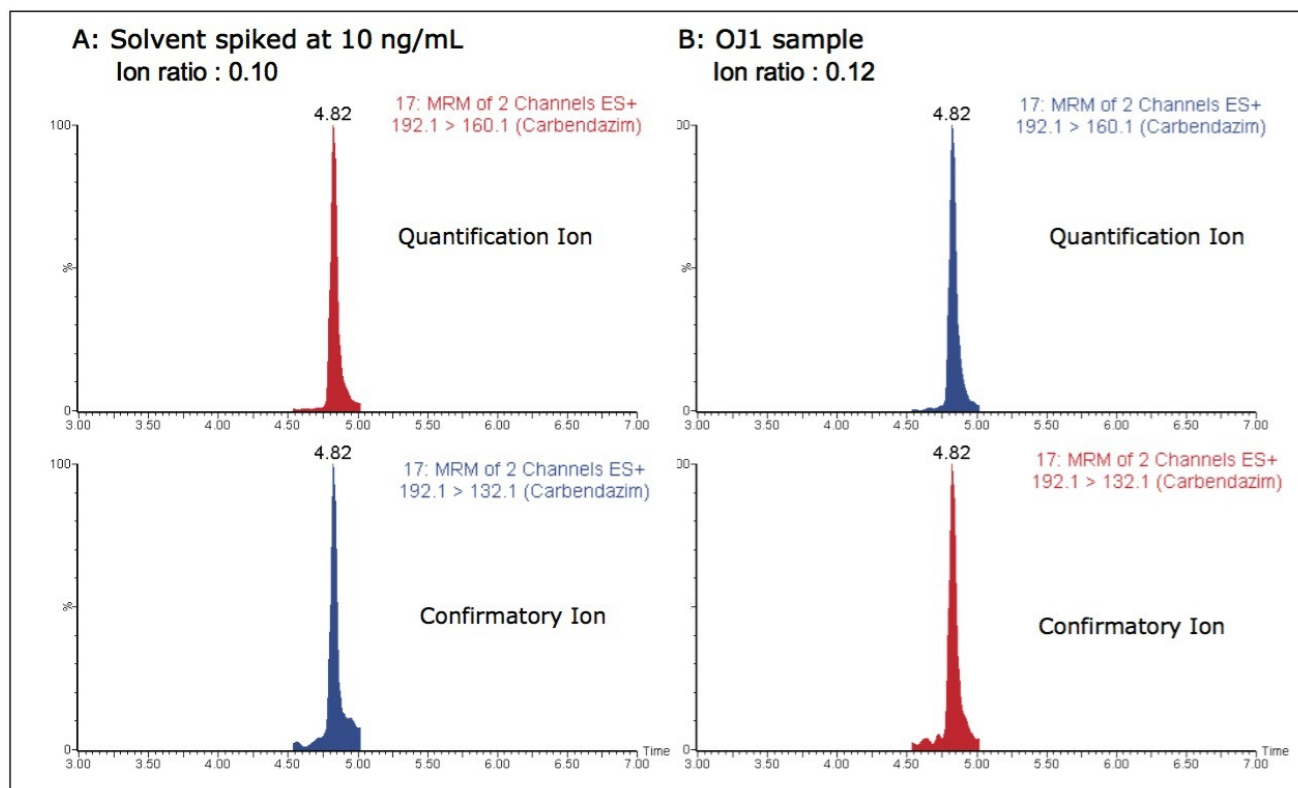 A: Solvent spiked at 10 ng/mL
Ion ratio : 0.10
4.82
17: MRM of 2 Channels ES+
192.1 > 160.1 (Carbendazim)
100
Quantification Ion
%
0
3.00 3.50 4.00 4.50 5.00 5.50 6.00 6.50 7.00
4.82
17: MRM of 2 Channels ES+
192.1 > 132.1 (Carbendazim)
100
%
Confirmatory Ion
0
Time
3.00 3.50 4.00 4.50 5.00 5.50 6.00 6.50 7.00
B: OJ1 sample
Ion ratio : 0.12
4.82
17: MRM of 2 Channels ES+
192.1 > 160.1 (Carbendazim)
00
Quantification Ion
%
0
3.00 3.50 4.00 4.50 5.00 5.50 6.00 6.50 7.00
4.82
17: MRM of 2 Channels ES+
192.1 > 132.1 (Carbendazim)
00
%
Confirmatory Ion
0
Time
3.00 3.50 4.00 4.50 5.00 5.50 6.00 6.50 7.00